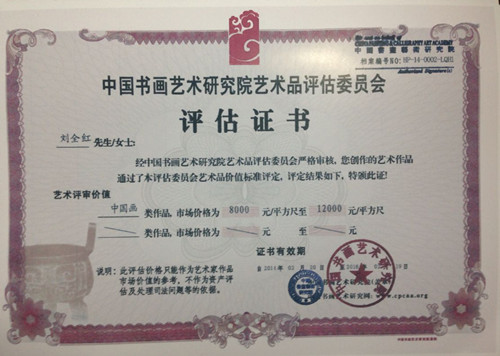 档案编号NO:HP-14-0002-LQHI
Authorized Signature(s)
中国书画艺术研究院艺术品评估委员会
评估证书
刘全红 先生/女士:
经中国书画艺术研究院艺术品评估委员会严格审核,您创作的艺术作品
通过了本评估委员会艺术品价值标准评定,评定结果如下,特颁此证!
艺术评审价值
中国画 类作品,市场价格为 8000 元/平方尺至 12000 元/平方尺
类作品,市场价格为 元 至 元
证书有效期
说明:此评估价格只能作为艺术家作品
市场价值的参考,不作为资产评
估及处理司法问题等的依据。
中国书画艺术研究院